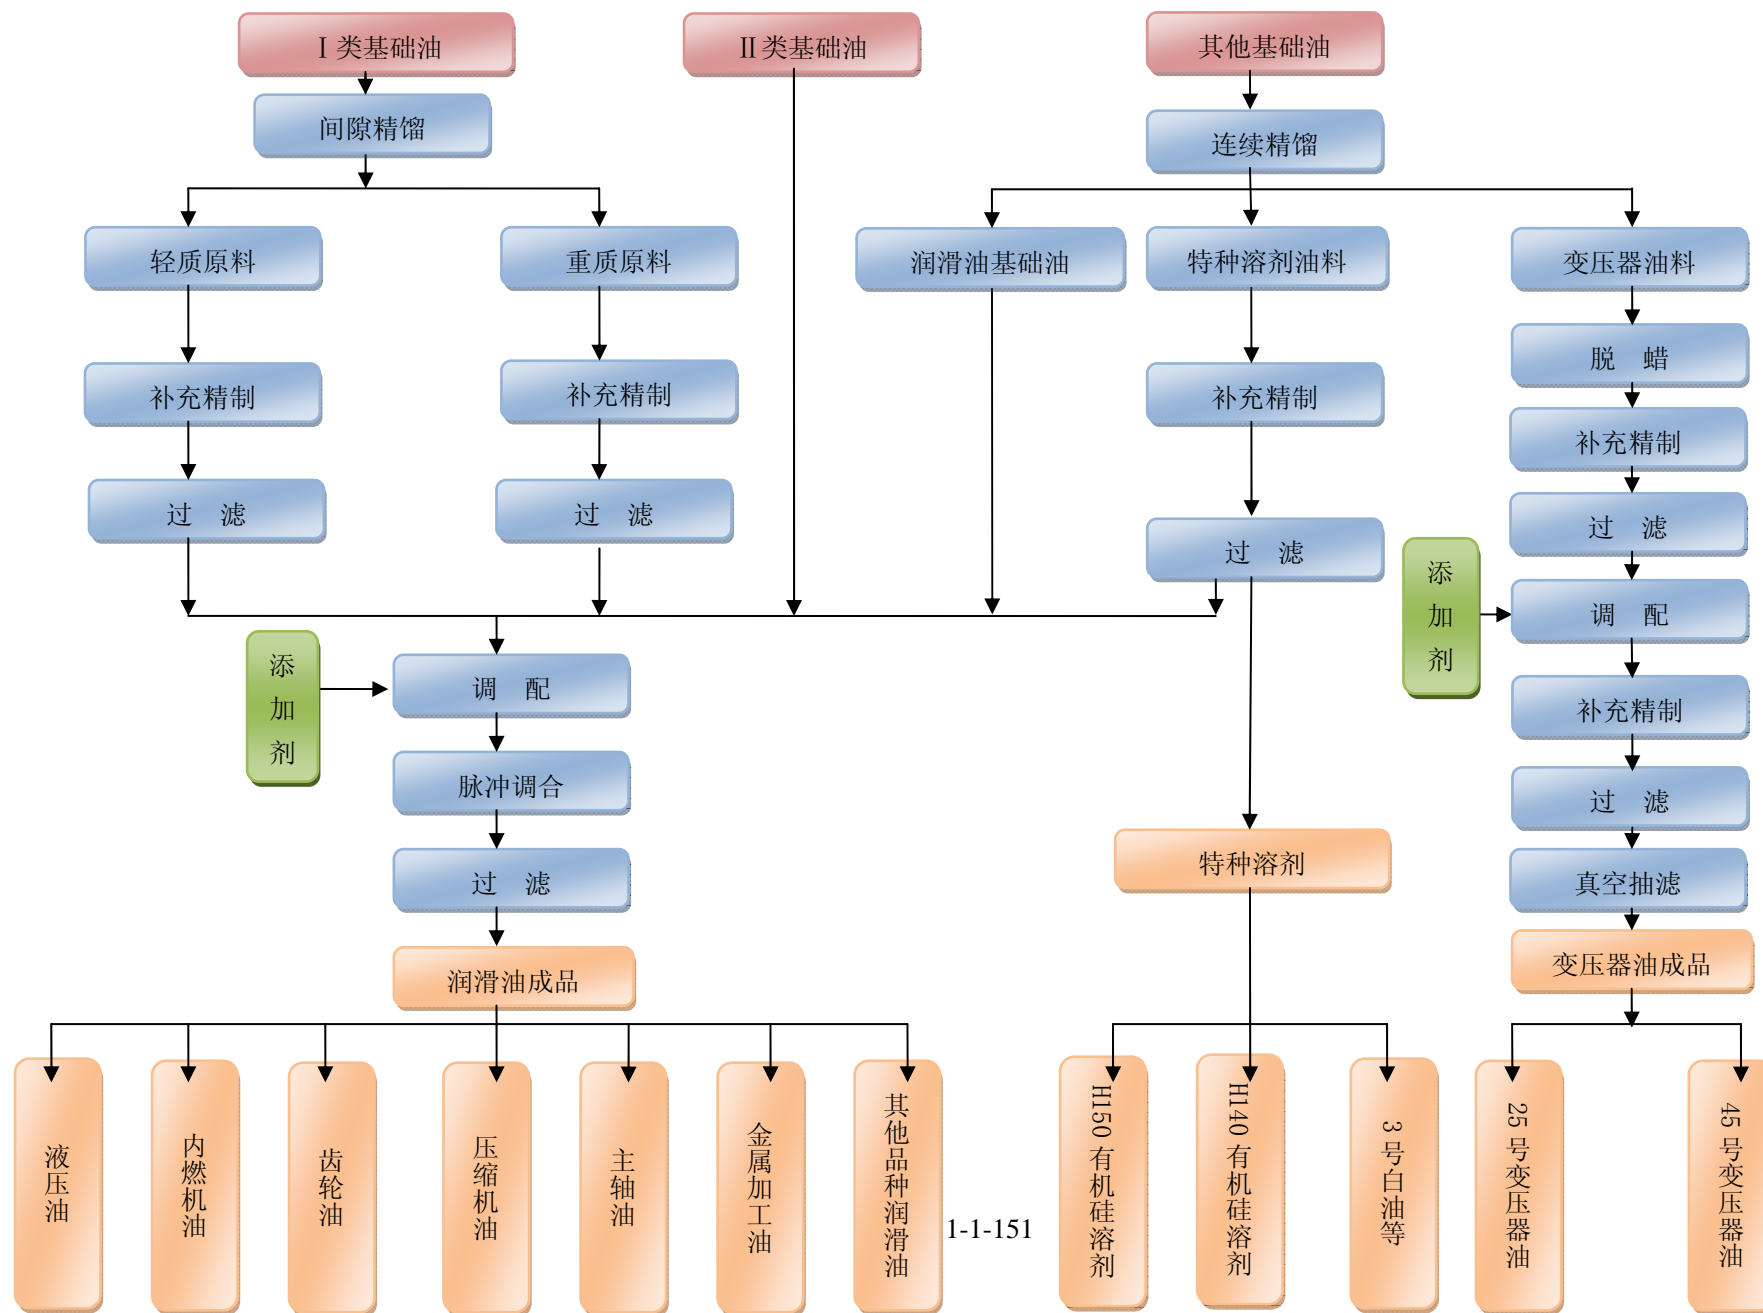 Ⅰ类基础油
Ⅱ类基础油
其他基础油
间隙精馏
连续精馏
轻质原料
重质原料
润滑油基础油
特种溶剂油料
变压器油料
脱 蜡
补充精制
补充精制
补充精制
补充精制
过 滤
过 滤
过 滤
过 滤
添加剂
调 配
添加剂
调 配
补充精制
脉冲调合
过 滤
过 滤
特种溶剂
真空抽滤
润滑油成品
变压器油成品
液压油
内燃机油
齿轮油
压缩机油
主轴油
金属加工油
其他品种润滑油
H150有机硅溶剂
H140有机硅溶剂
3号白油等
25号变压器油
45号变压器油
1-1-151